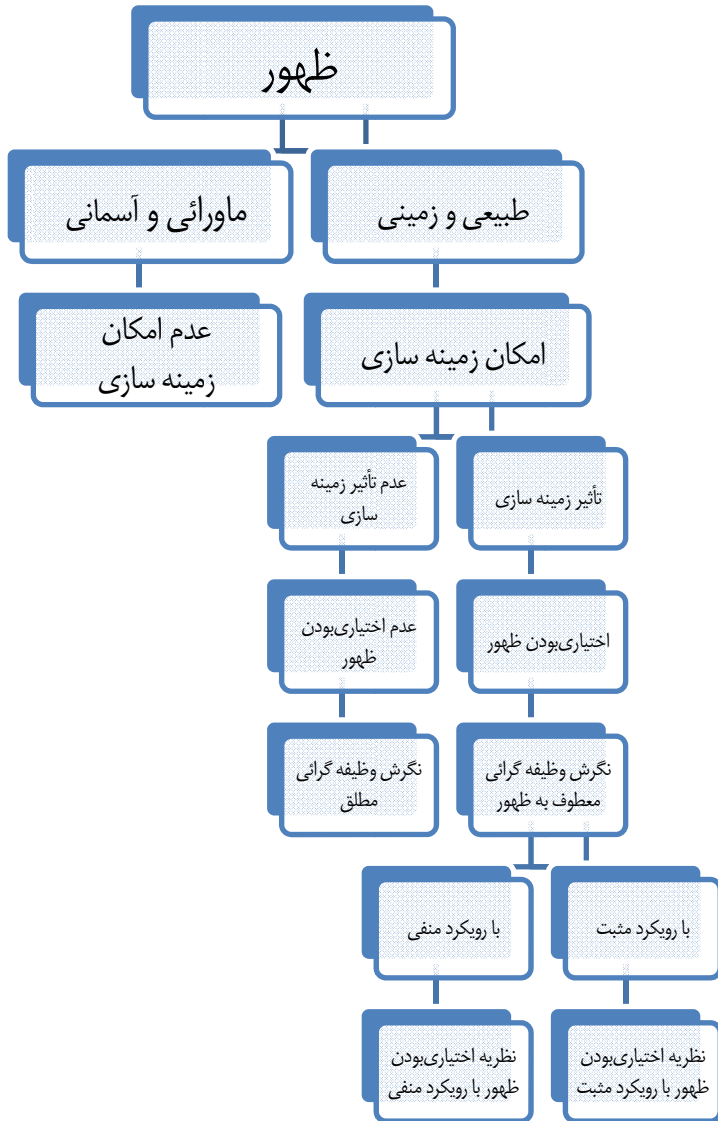 ظهور
طبیعی و زمینی
ماورائی و آسمانی
امکان زمینه سازی
عدم امکان
زمینه سازی
تأثیر زمینه سازی
عدم تأثیر زمینه
سازی
اختیاری‌بودن ظهور
عدم اختیاری‌بودن
ظهور
نگرش وظیفه گرائی
معطوف به ظهور
نگرش وظیفه گرائی
مطلق
با رویکرد مثبت
با رویکرد منفی
نظریه اختیاری‌بودن
ظهور با رویکرد مثبت
نظریه اختیاری‌بودن
ظهور با رویکرد منفی